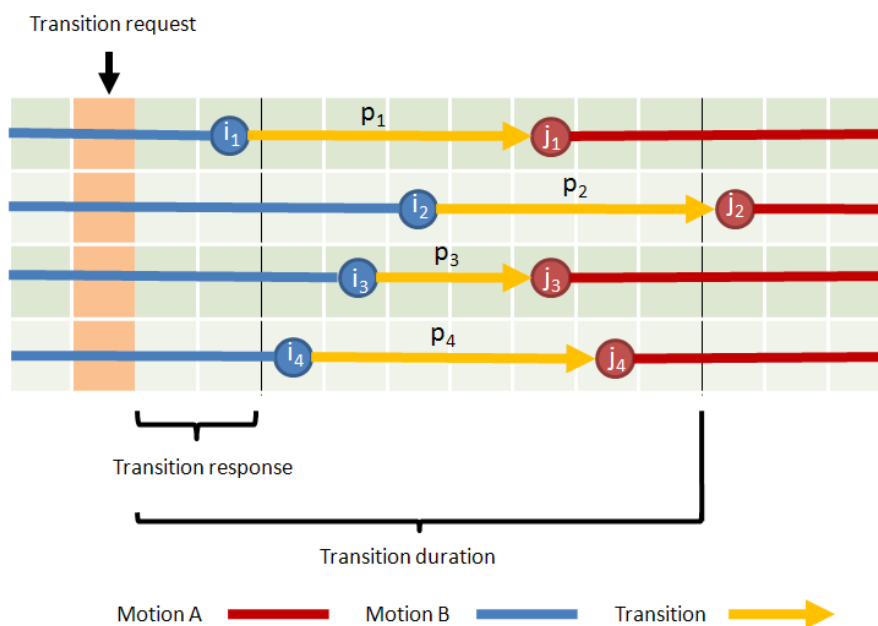 Transition request
p1
i1 j1
p2
i2 j2
p3
i3 j3
p4
i4 j4
Transition response
Transition duration
Motion A Motion B Transition